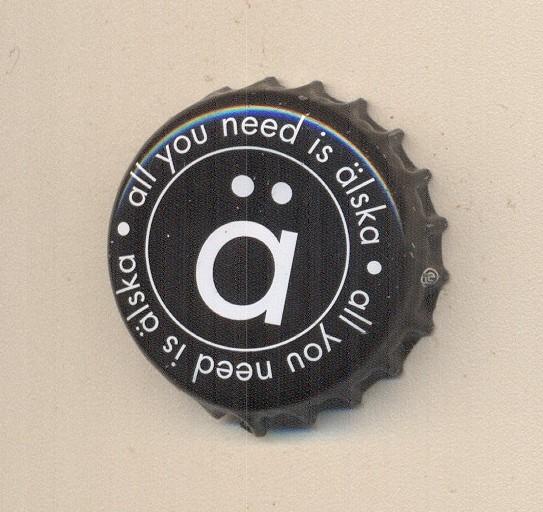 all you need is älska • all you need is älska •
ä